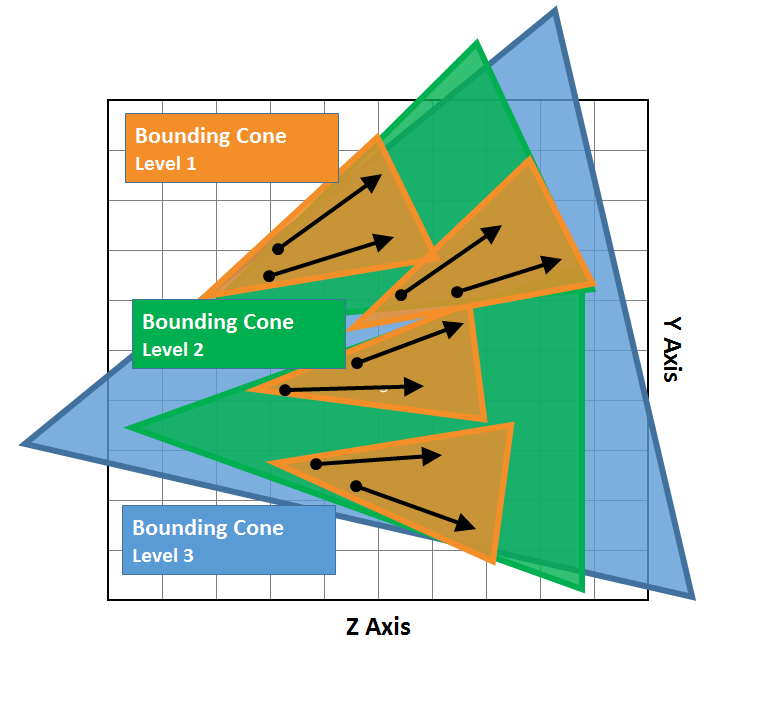 Bounding Cone
Level 1
Bounding Cone
Level 2
Y Axis
Bounding Cone
Level 3
Z Axis